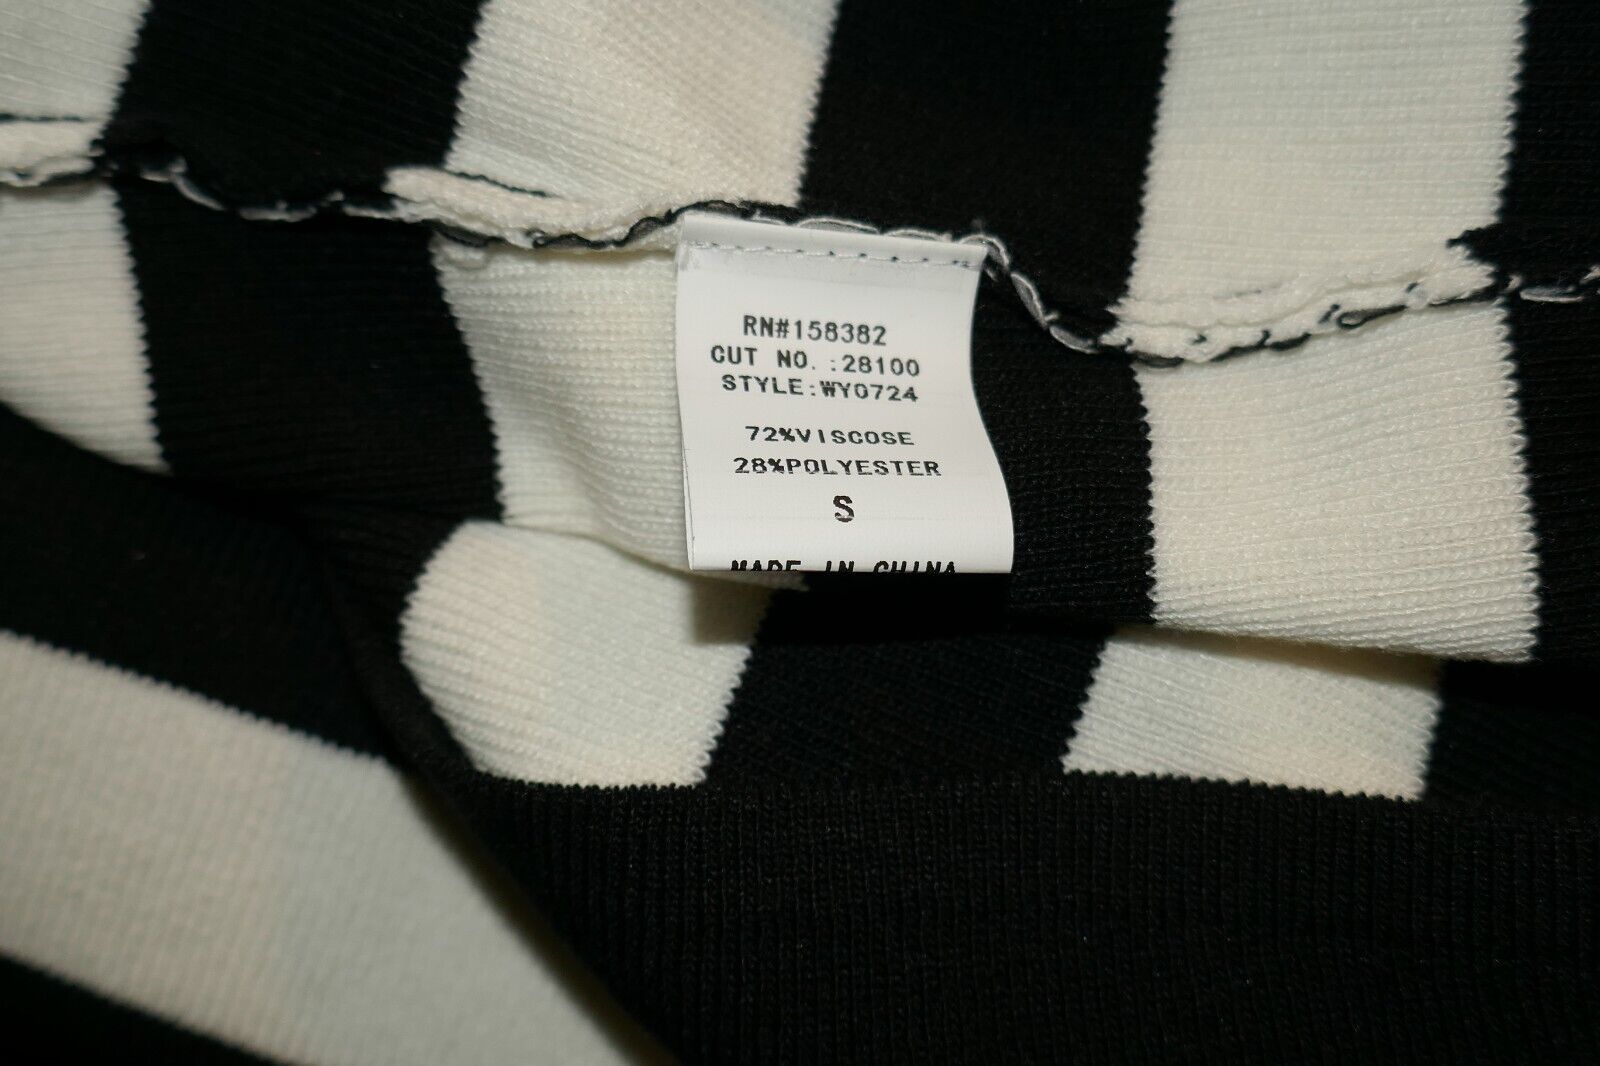 RN#158382
CUT NO. :28100
STYLE:WY0724
72%VISCOSE
28%POLYESTER
S
MADE IN CHINA